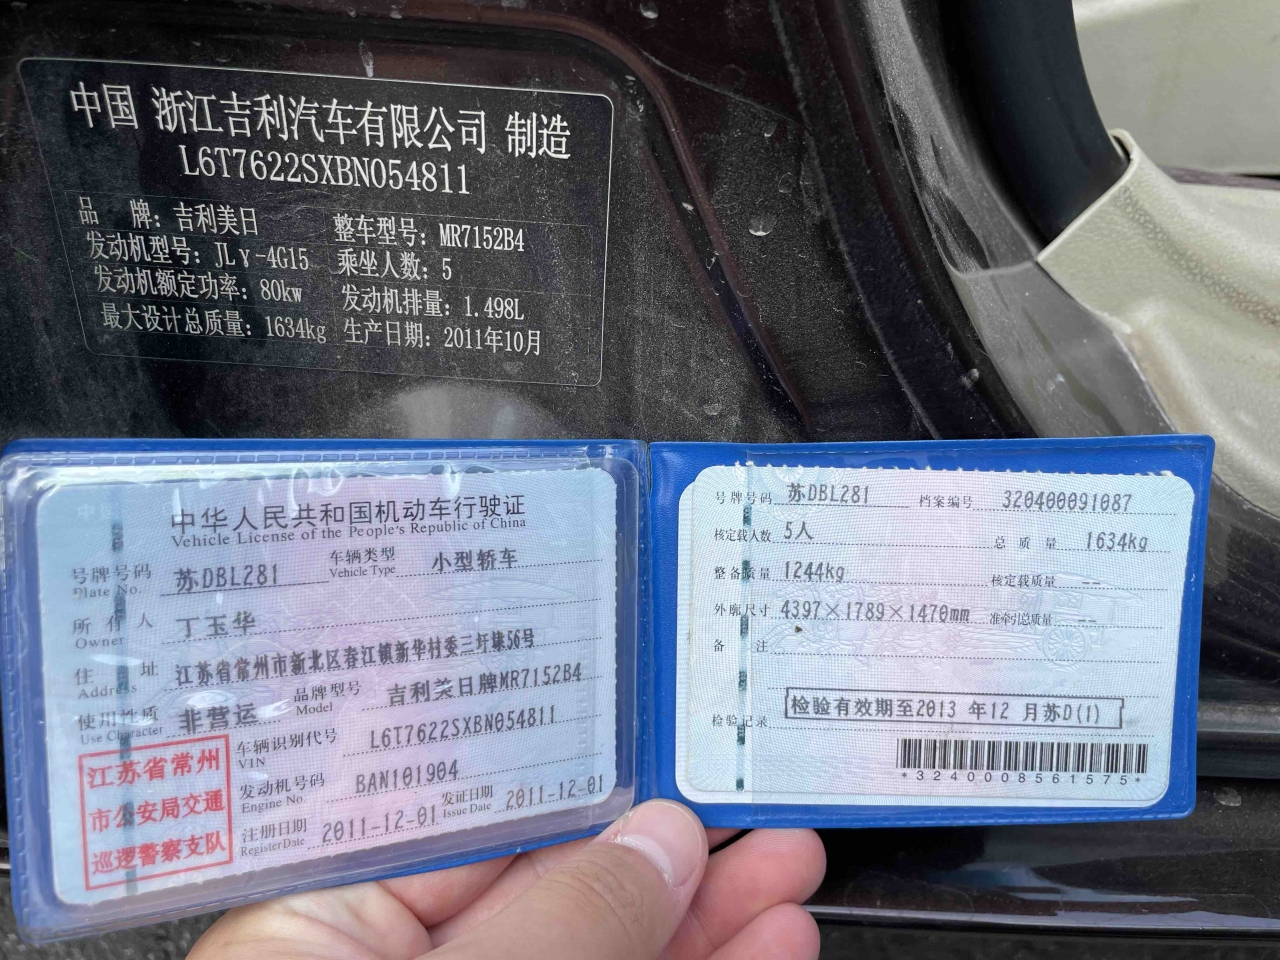 中国 浙江吉利汽车有限公司 制造
L6T7622SXBN054811
品 牌：吉利美日 整车型号：MR7152B4
发动机型号：JLγ-4G15 乘坐人数：5
发动机额定功率：80kw 发动机排量：1.498L
最大设计总质量：1634kg 生产日期：2011年10月
中华人民共和国机动车行驶证
Vehicle License of the People's Republic of China
号牌号码 苏DBL281 车辆类型 小型轿车
Plate No. Vehicle Type
所有人 丁玉华
Owner
住址 江苏省常州市新北区春江镇新华村委三圩埭56号
Address
使用性质 非营运 品牌型号 吉利美日牌MR7152B4
Use Character Model
江苏省常州
市公安局交通
巡逻警察支队
车辆识别代号 L6T7622SXBN054811
VIN
发动机号码 BAN101904
Engine No.
注册日期 2011-12-01 发证日期 2011-12-01
Register Date Issue Date
号牌号码 苏DBL281 档案编号 320400091087
核定载人数 5人 总质量 1634kg
整备质量 1244kg 核定载质量 --
外廓尺寸 4397×1789×1470mm 准牵引总质量 --
备注
检验记录 检验有效期至2013 年12 月苏D(1)
*3240008561575*